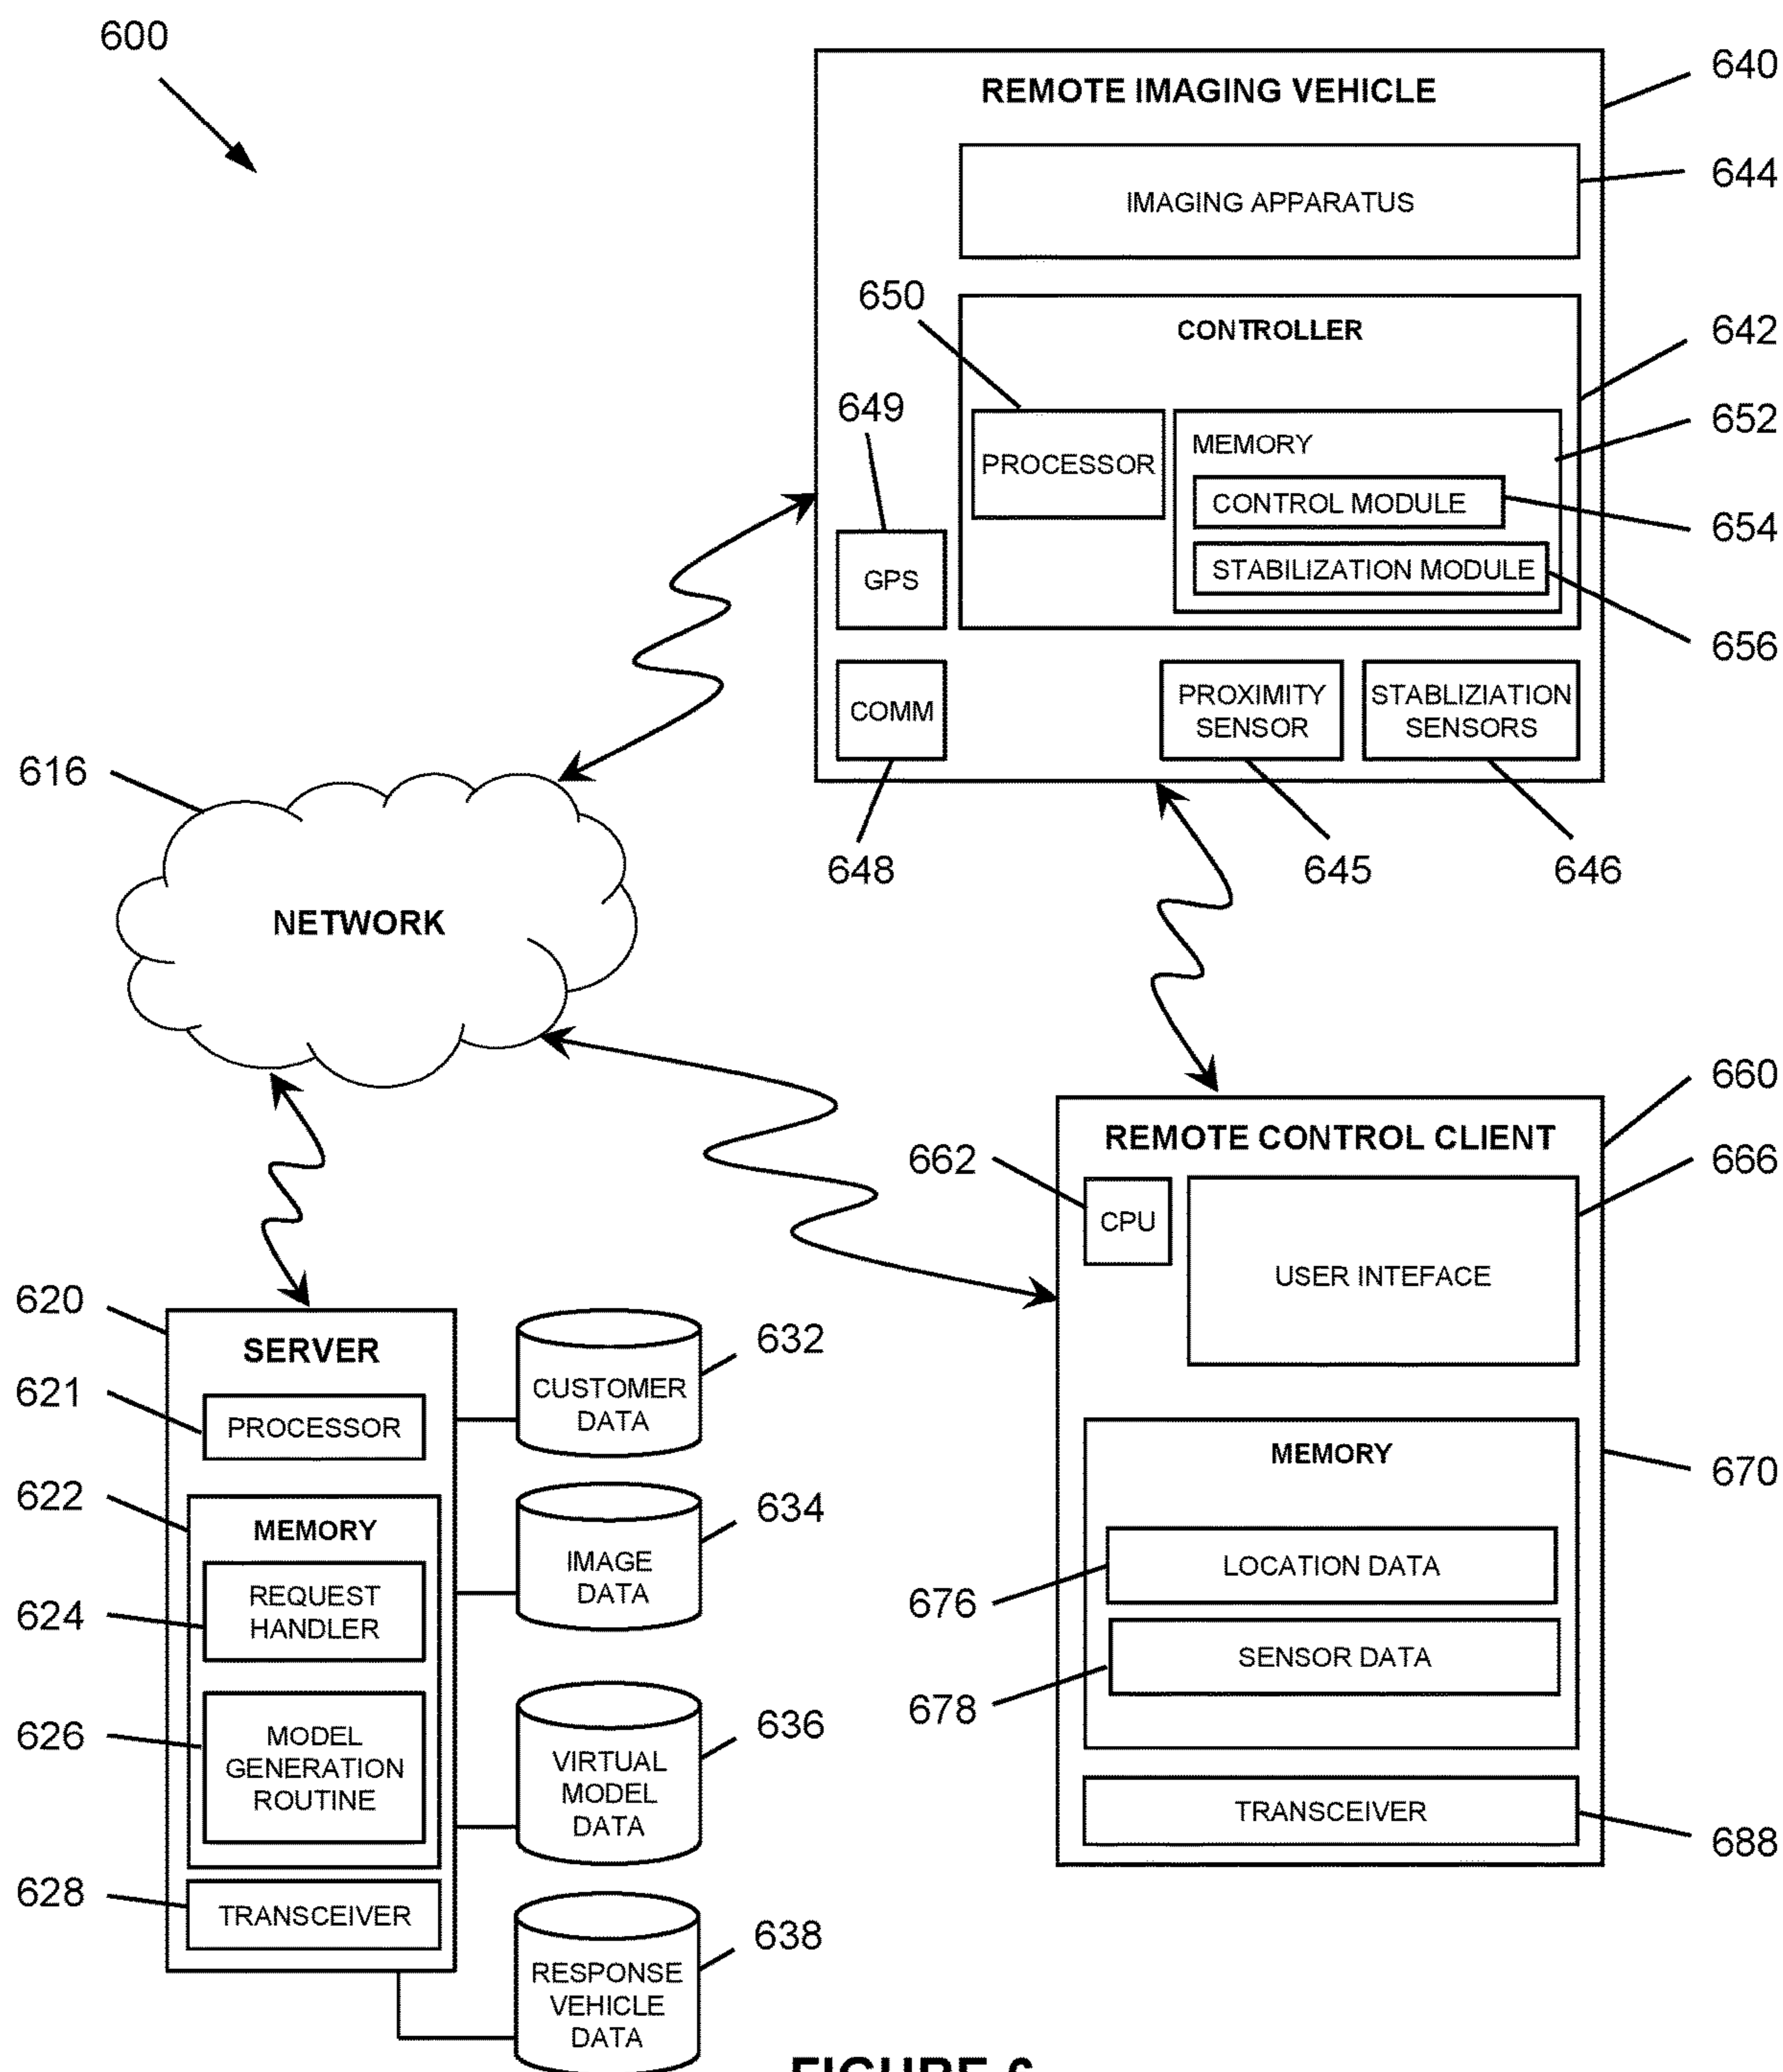 600
REMOTE IMAGING VEHICLE
640
IMAGING APPARATUS
644
650
CONTROLLER
642
649
PROCESSOR
MEMORY
652
CONTROL MODULE
654
STABILIZATION MODULE
656
GPS
COMM
PROXIMITY
SENSOR
STABLIZIATION
SENSORS
648
645
646
616
NETWORK
660
REMOTE CONTROL CLIENT
662
CPU
666
USER INTEFACE
MEMORY
670
LOCATION DATA
676
SENSOR DATA
678
TRANSCEIVER
688
620
SERVER
621
PROCESSOR
622
MEMORY
624
REQUEST
HANDLER
626
MODEL
GENERATION
ROUTINE
628
TRANSCEIVER
632
CUSTOMER
DATA
634
IMAGE
DATA
636
VIRTUAL
MODEL
DATA
638
RESPONSE
VEHICLE
DATA
FIGURE 6